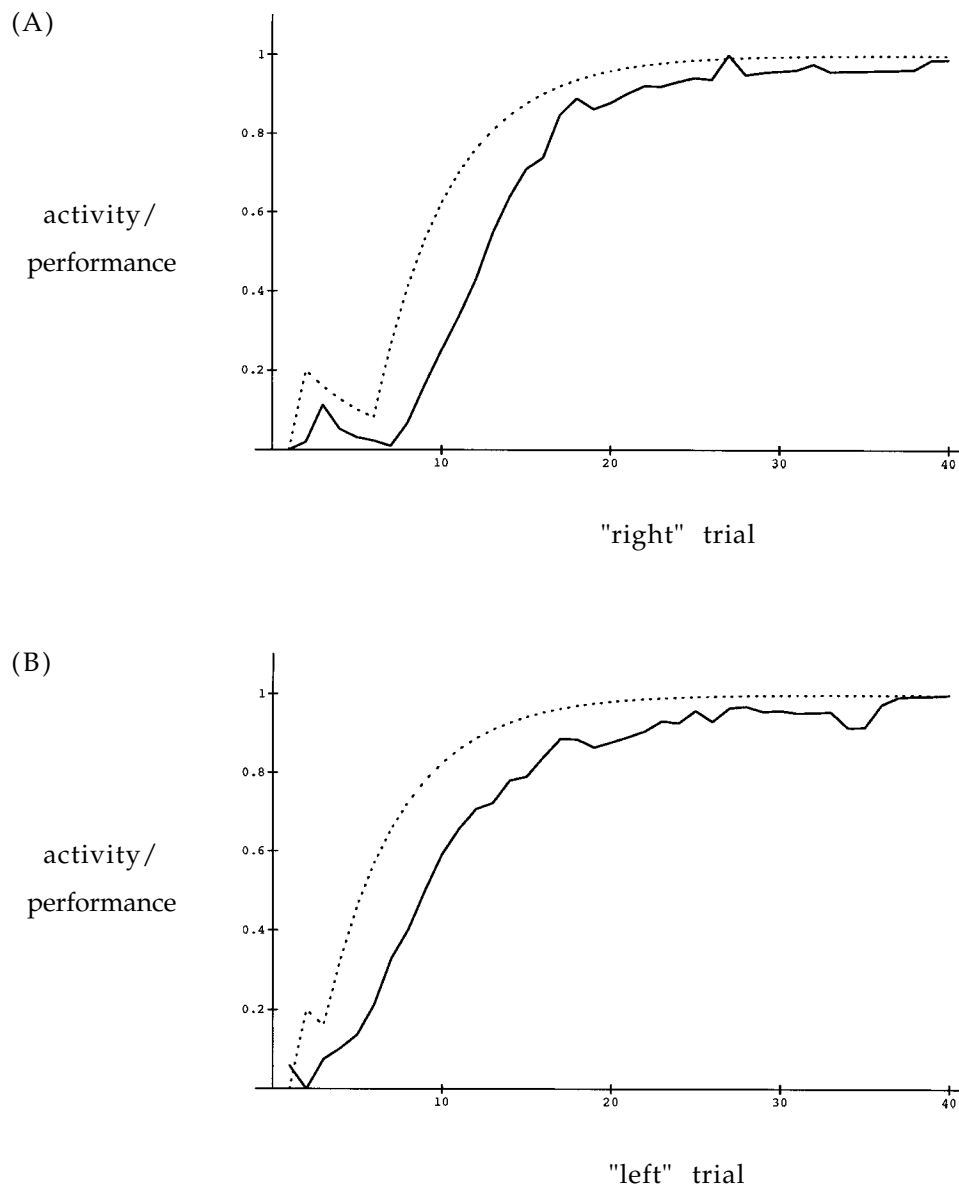 (A)
1
0.8
activity/
0.6
performance
0.4
0.2
10
20
30
40
"right" trial
(B)
1
0.8
activity/
0.6
performance
0.4
0.2
10
20
30
40
"left" trial